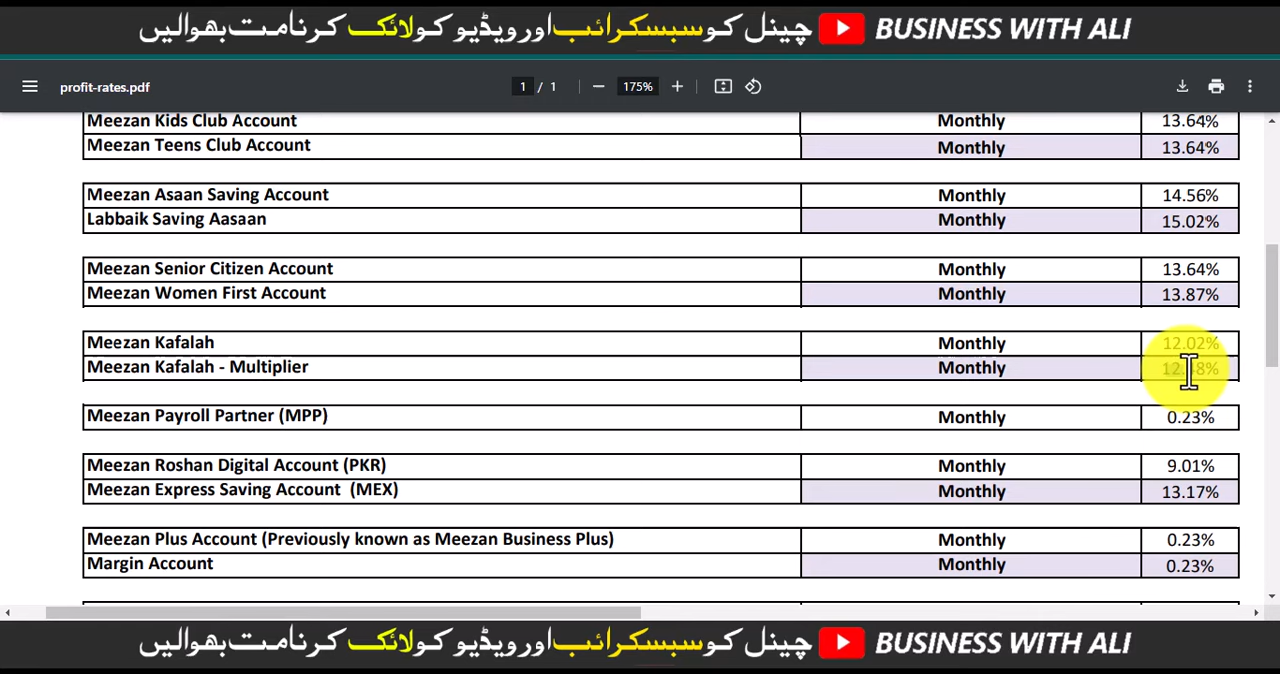 چینل کو سبسکرائب اور ویڈیو کو لائک کرنا مت بھولیں BUSINESS WITH ALI
profit-rates.pdf 1 / 1 175%
Meezan Kids Club Account Monthly 13.64%
Meezan Teens Club Account Monthly 13.64%
Meezan Asaan Saving Account Monthly 14.56%
Labbaik Saving Aasaan Monthly 15.02%
Meezan Senior Citizen Account Monthly 13.64%
Meezan Women First Account Monthly 13.87%
Meezan Kafalah Monthly 12.02%
Meezan Kafalah - Multiplier Monthly
Meezan Payroll Partner (MPP) Monthly 0.23%
Meezan Roshan Digital Account (PKR) Monthly 9.01%
Meezan Express Saving Account (MEX) Monthly 13.17%
Meezan Plus Account (Previously known as Meezan Business Plus) Monthly 0.23%
Margin Account Monthly 0.23%
چینل کو سبسکرائب اور ویڈیو کو لائک کرنا مت بھولیں BUSINESS WITH ALI